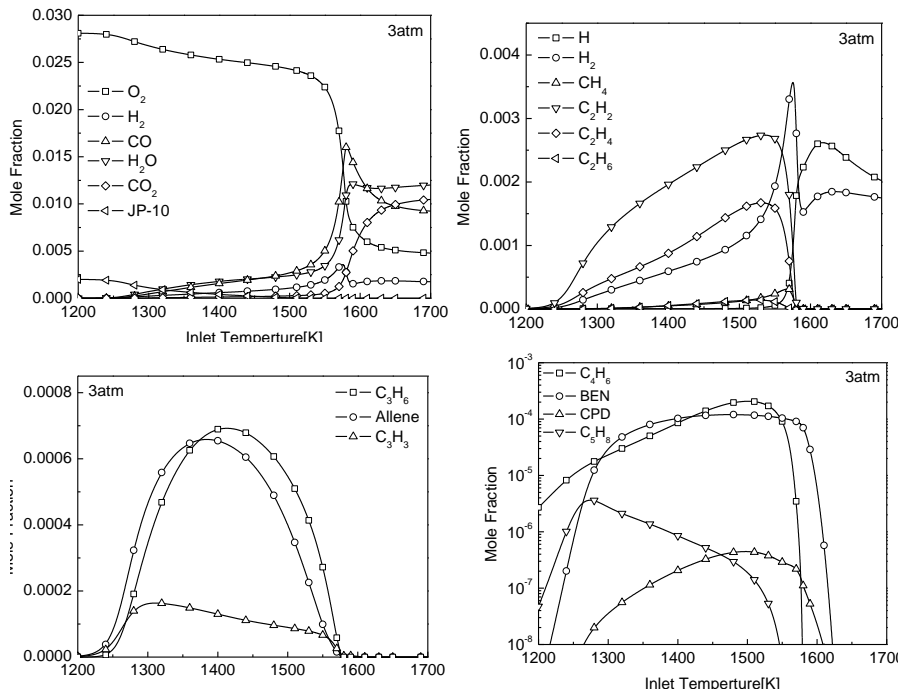 3atm
O2
H2
CO
H2O
CO2
JP-10
0.030
0.025
0.020
0.015
0.010
0.005
0.000
Mole Fraction
1200 1300 1400 1500 1600 1700
Inlet Temperture[K]
3atm
H
H2
CH4
C2H2
C2H4
C2H6
0.004
0.003
0.002
0.001
0.000
Mole Fraction
1200 1300 1400 1500 1600 1700
Inlet Temperture[K]
3atm
C3H6
Allene
C3H3
0.0008
0.0006
0.0004
0.0002
0.0000
Mole Fraction
1200 1300 1400 1500 1600 1700
3atm
C4H6
BEN
CPD
C5H8
10-3
10-4
10-5
10-6
10-7
10-8
Mole Fraction
1200 1300 1400 1500 1600 1700
Inlet Temperture[K]